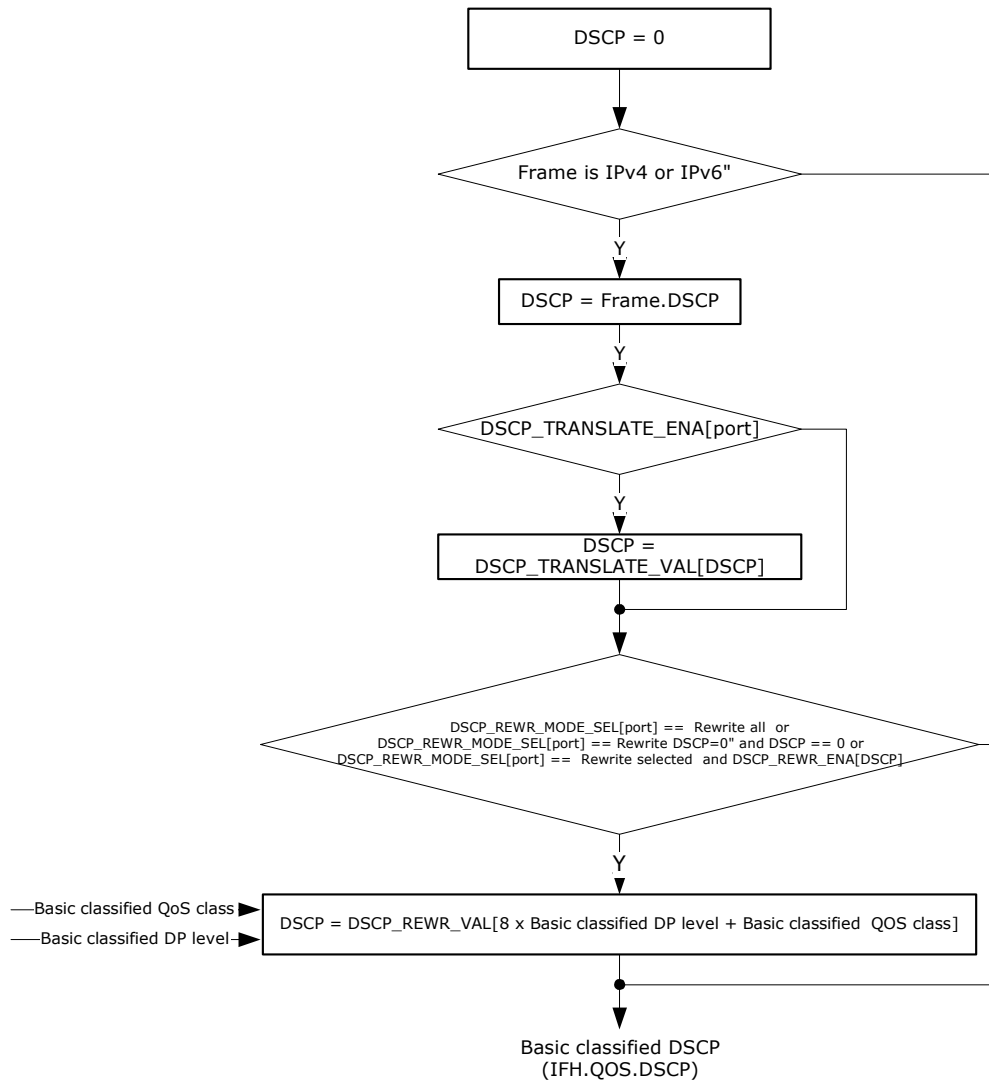 DSCP = 0
Frame is IPv4 or IPv6"
Y
DSCP = Frame.DSCP
Y
DSCP_TRANSLATE_ENA[port]
Y
DSCP =
DSCP_TRANSLATE_VAL[DSCP]
DSCP_REWR_MODE_SEL[port] == Rewrite all or
DSCP_REWR_MODE_SEL[port] == Rewrite DSCP=0" and DSCP == 0 or
DSCP_REWR_MODE_SEL[port] == Rewrite selected and DSCP_REWR_ENA[DSCP]
Y
Basic classified QoS class
DSCP = DSCP_REWR_VAL[8 x Basic classified DP level + Basic classified QOS class]
Basic classified DP level
Basic classified DSCP
(IFH.QOS.DSCP)